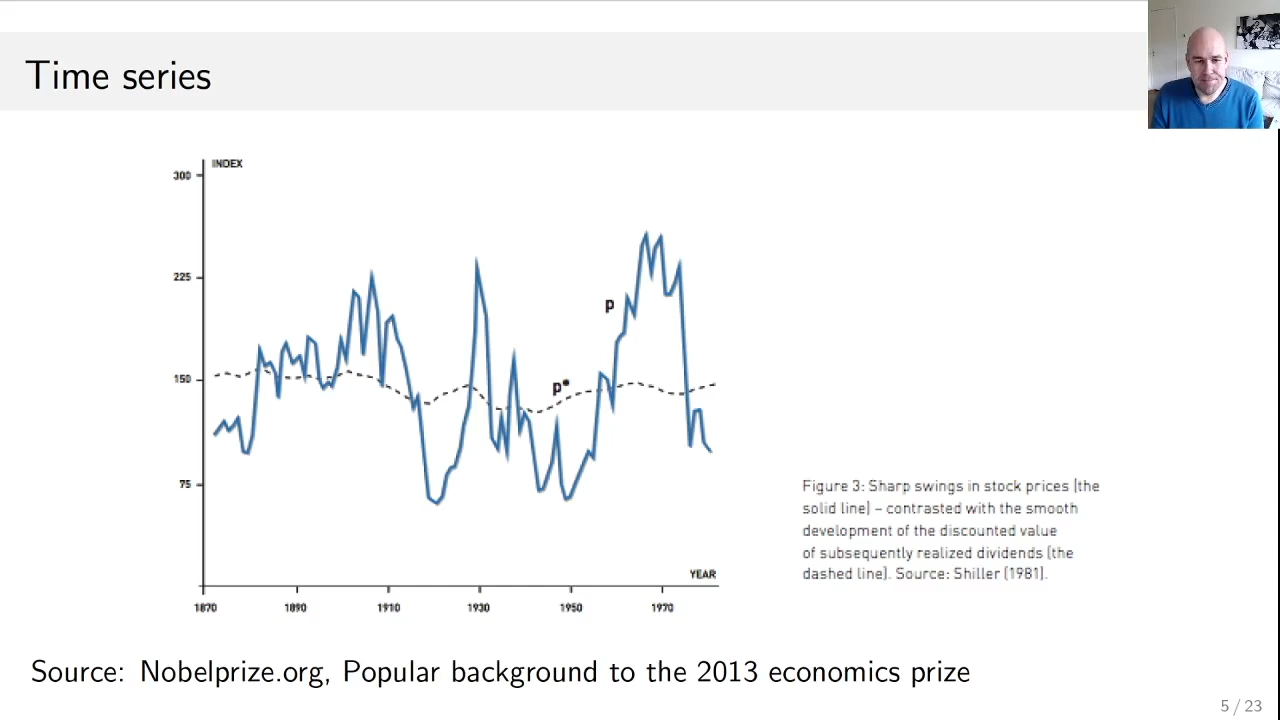 Time series
INDEX
300
225
150
75
p
p*
YEAR
1870
1890
1910
1930
1950
1970
Figure 3: Sharp swings in stock prices (the
solid line) – contrasted with the smooth
development of the discounted value
of subsequently realized dividends (the
dashed line). Source: Shiller (1981).
Source: Nobelprize.org, Popular background to the 2013 economics prize
5 / 23